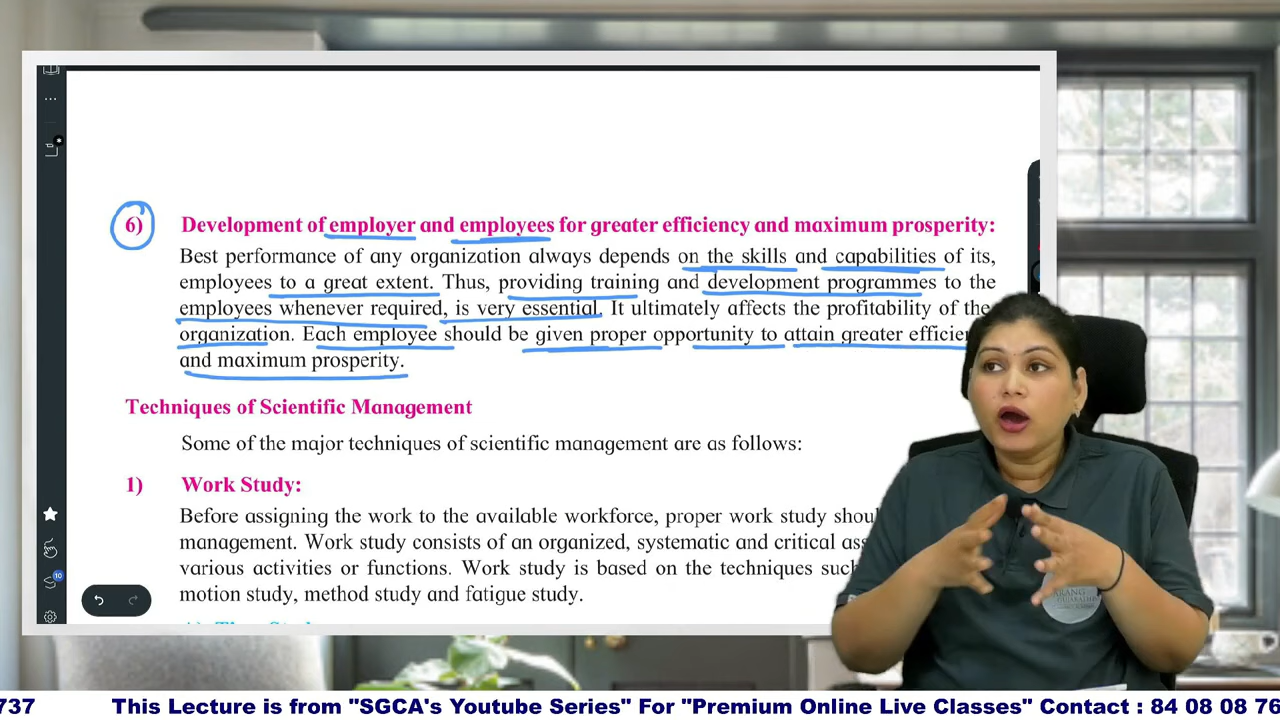 6) Development of employer and employees for greater efficiency and maximum prosperity:
Best performance of any organization always depends on the skills and capabilities of its,
employees to a great extent. Thus, providing training and development programmes to the
employees whenever required, is very essential. It ultimately affects the profitability of the
organization. Each employee should be given proper opportunity to attain greater
and maximum prosperity.
Techniques of Scientific Management
Some of the major techniques of scientific management are as follows:
1) Work Study:
Before assigning the work to the available workforce, proper work study
management. Work study consists of an organized, systematic and critical
various activities or functions. Work study is based on the techniques
motion study, method study and fatigue study.
10
737 This Lecture is from "SGCA's Youtube Series" For "Premium Online Live Classes" Contact : 84 08 08 76